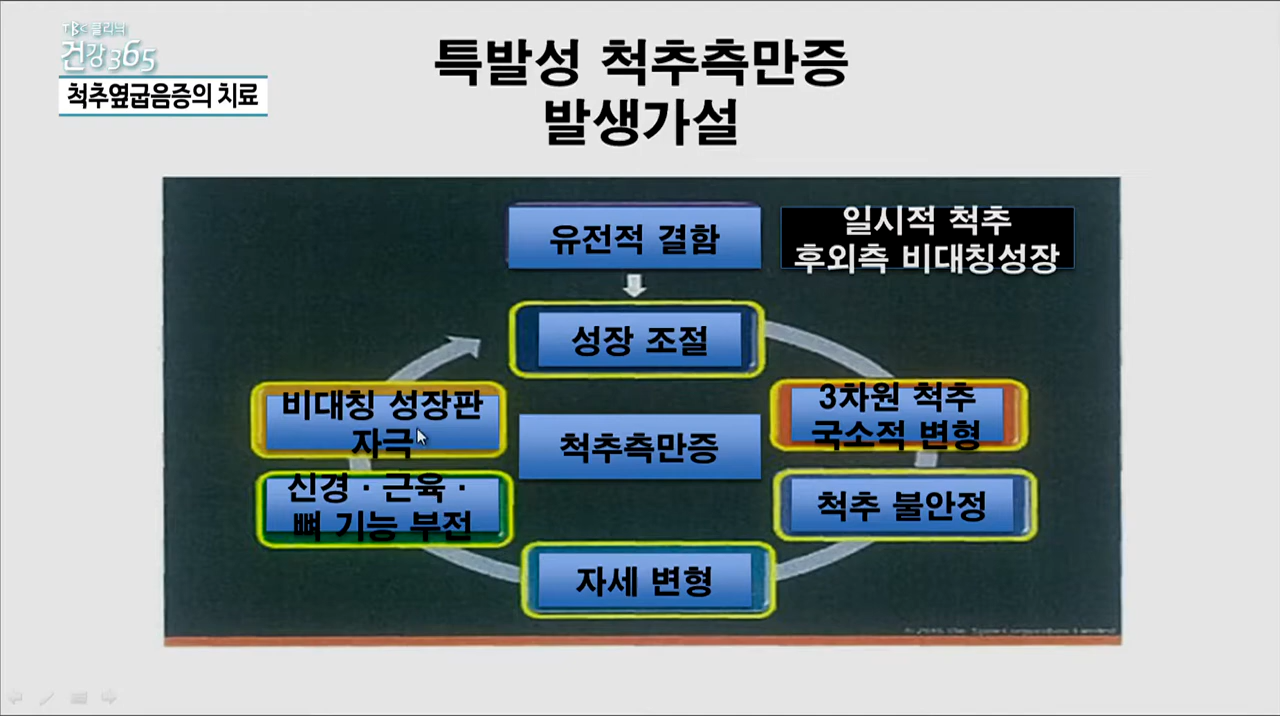 TBC 클리닉
건강365
척추옆굽음증의 치료
특발성 척추측만증
발생가설
유전적 결함
일시적 척추
후외측 비대칭성장
성장 조절
비대칭 성장판
자극
3차원 척추
국소적 변형
척추측만증
신경·근육·
뼈 기능 부전
척추 불안정
자세 변형